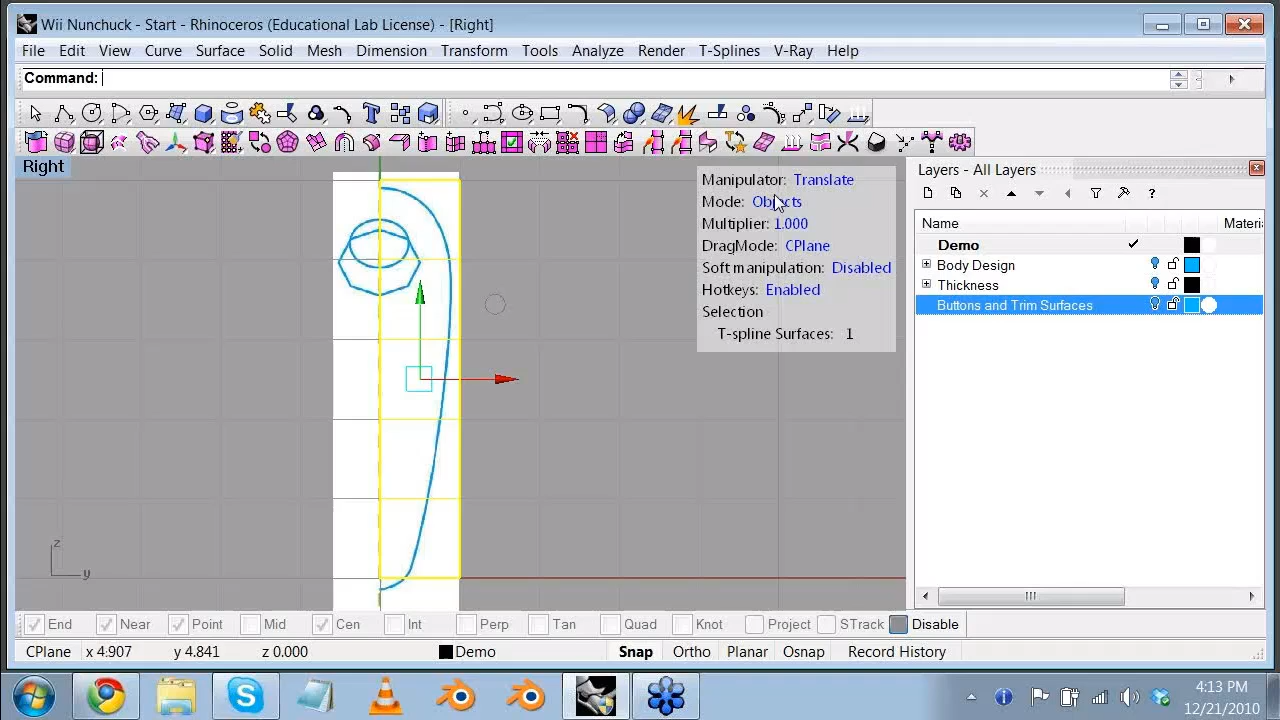 Wii Nunchuck - Start - Rhinoceros (Educational Lab License) - [Right]
File Edit View Curve Surface Solid Mesh Dimension Transform Tools Analyze Render T-Splines V-Ray Help
Command:
Right
Manipulator: Translate
Mode: Objects
Multiplier: 1.000
DragMode: CPlane
Soft manipulation: Disabled
Hotkeys: Enabled
Selection
T-spline Surfaces: 1
z
y
Layers - All Layers
Name Materi
Demo
Body Design
Thickness
Buttons and Trim Surfaces
End Near Point Mid Cen Int Perp Tan Quad Knot Project STrack Disable
CPlane x 4.907 y 4.841 z 0.000 Demo Snap Ortho Planar Osnap Record History
4:13 PM
12/21/2010